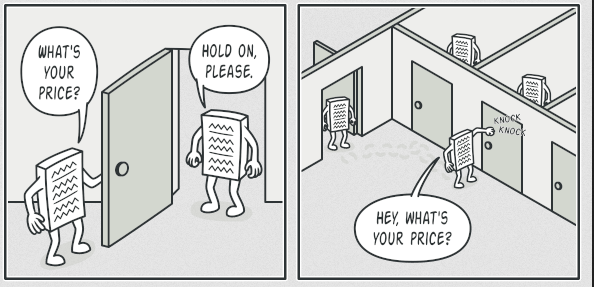 WHAT'S
YOUR
PRICE?
HOLD ON,
PLEASE.
KNOCK
KNOCK
HEY, WHAT'S
YOUR PRICE?